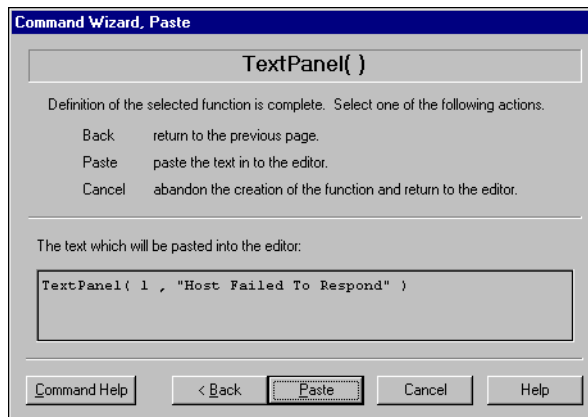 Command Wizard, Paste
TextPanel( )
Definition of the selected function is complete. Select one of the following actions.
Back return to the previous page.
Paste paste the text in to the editor.
Cancel abandon the creation of the function and return to the editor.
The text which will be pasted into the editor:
TextPanel( 1 , "Host Failed To Respond" )
Command Help < Back Paste Cancel Help